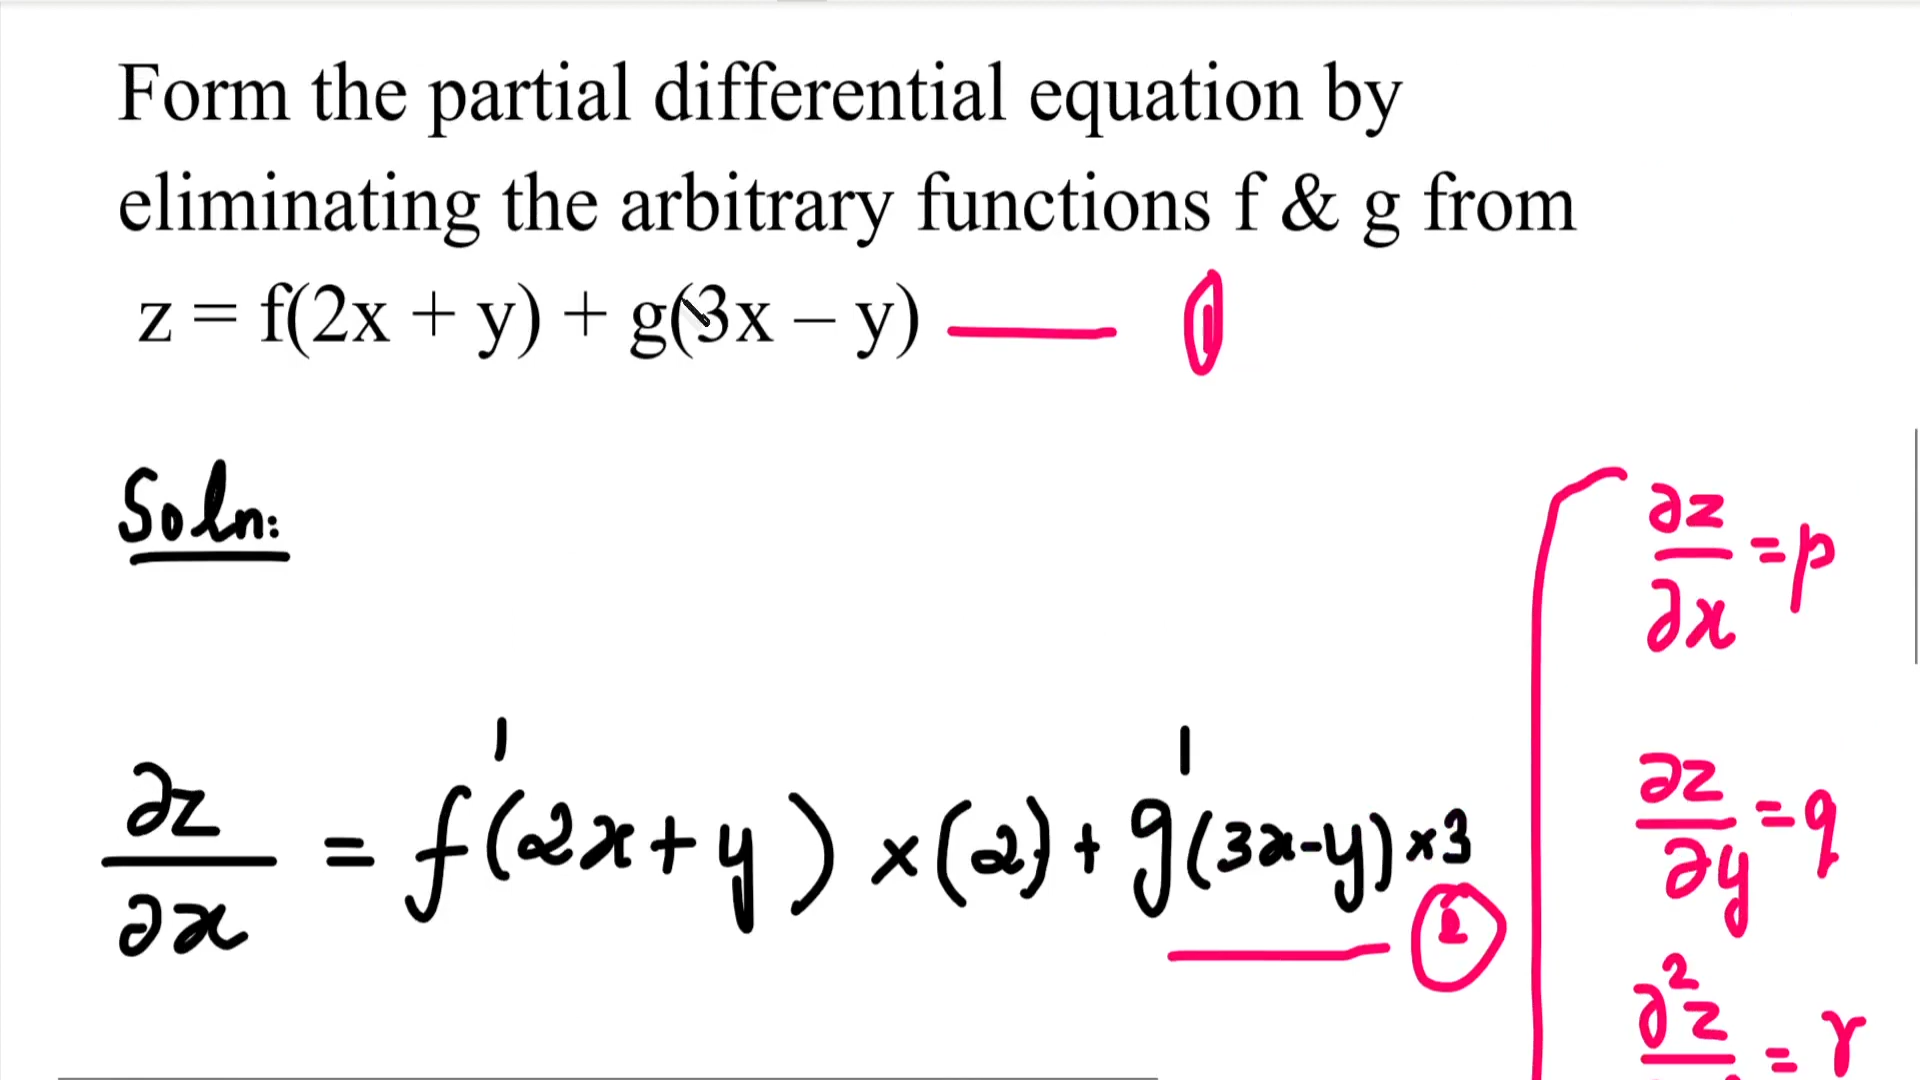 Form the partial differential equation by
eliminating the arbitrary functions f & g from
z = f(2x + y) + g(3x – y) —— ①
Soln:
∂z/∂x = p
∂z/∂x = f'(2x+y) × (2) + g'(3x-y) × 3 —— ②
∂z/∂y = q
∂²z = r